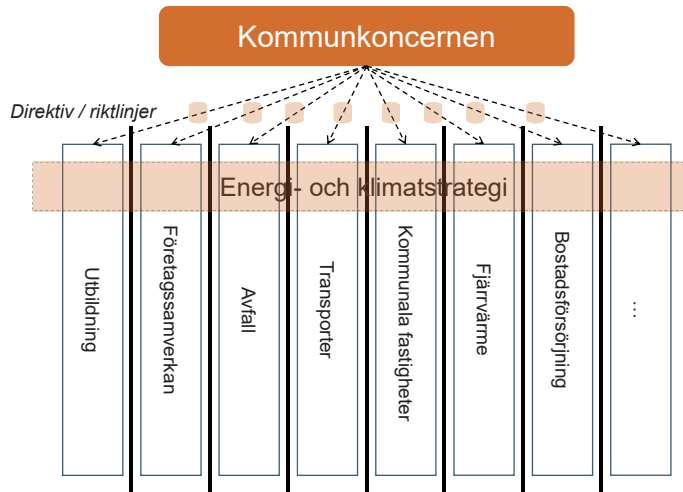 Kommunkoncernen
Direktiv / riktlinjer
Energi- och klimatstrategi
Utbildning
Företagssamverkan
Avfall
Transporter
Kommunala fastigheter
Fjärrvärme
Bostadsförsörjning
...